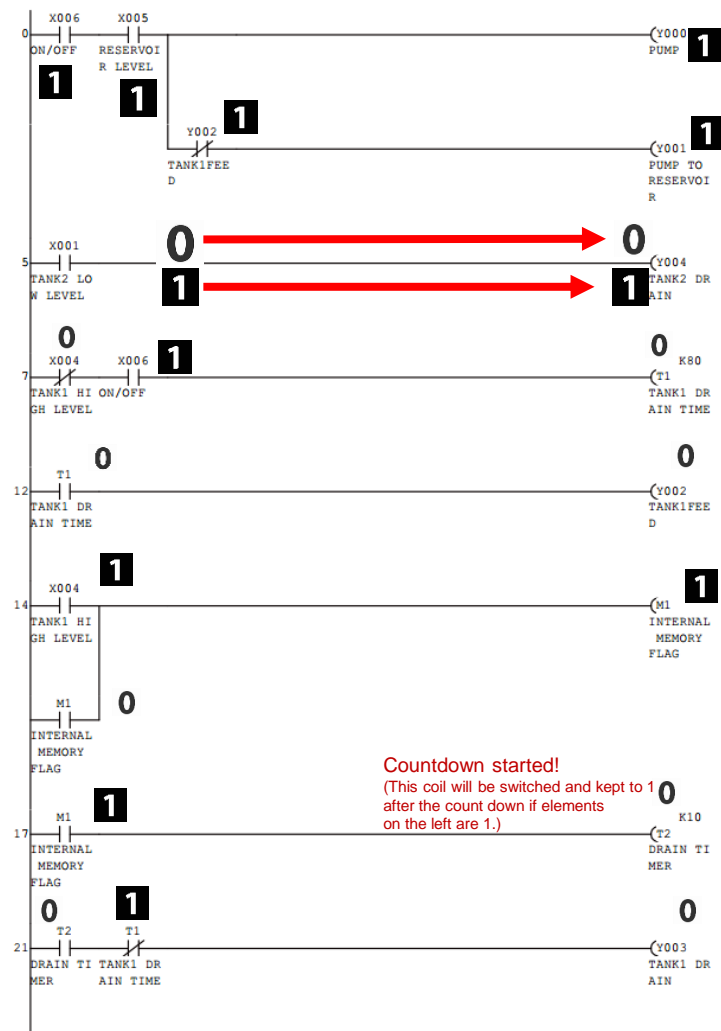 X006 X005
0 (Y000
ON/OFF RESERVOI PUMP 1
R LEVEL
1 1
1
Y002 1
(Y001
TANK1FEE PUMP TO
D RESERVOI
R
0 0
X001
5 (Y004
TANK2 LO 1 1 TANK2 DR
W LEVEL AIN
0 1 0
X004 X006 K80
7 (T1
TANK1 HI ON/OFF TANK1 DR
GH LEVEL AIN TIME
0 0
T1
12 (Y002
TANK1 DR TANK1FEE
AIN TIME D
1 1
X004
14 (M1
TANK1 HI INTERNAL
GH LEVEL MEMORY
FLAG
M1 0
INTERNAL
MEMORY
FLAG
Countdown started!
(This coil will be switched and kept to 1
after the count down if elements
on the left are 1.)
1 0
M1 K10
17 (T2
INTERNAL DRAIN TI
MEMORY MER
FLAG
0 1 0
T2 T1
21 (Y003
DRAIN TI TANK1 DR TANK1 DR
MER AIN TIME AIN